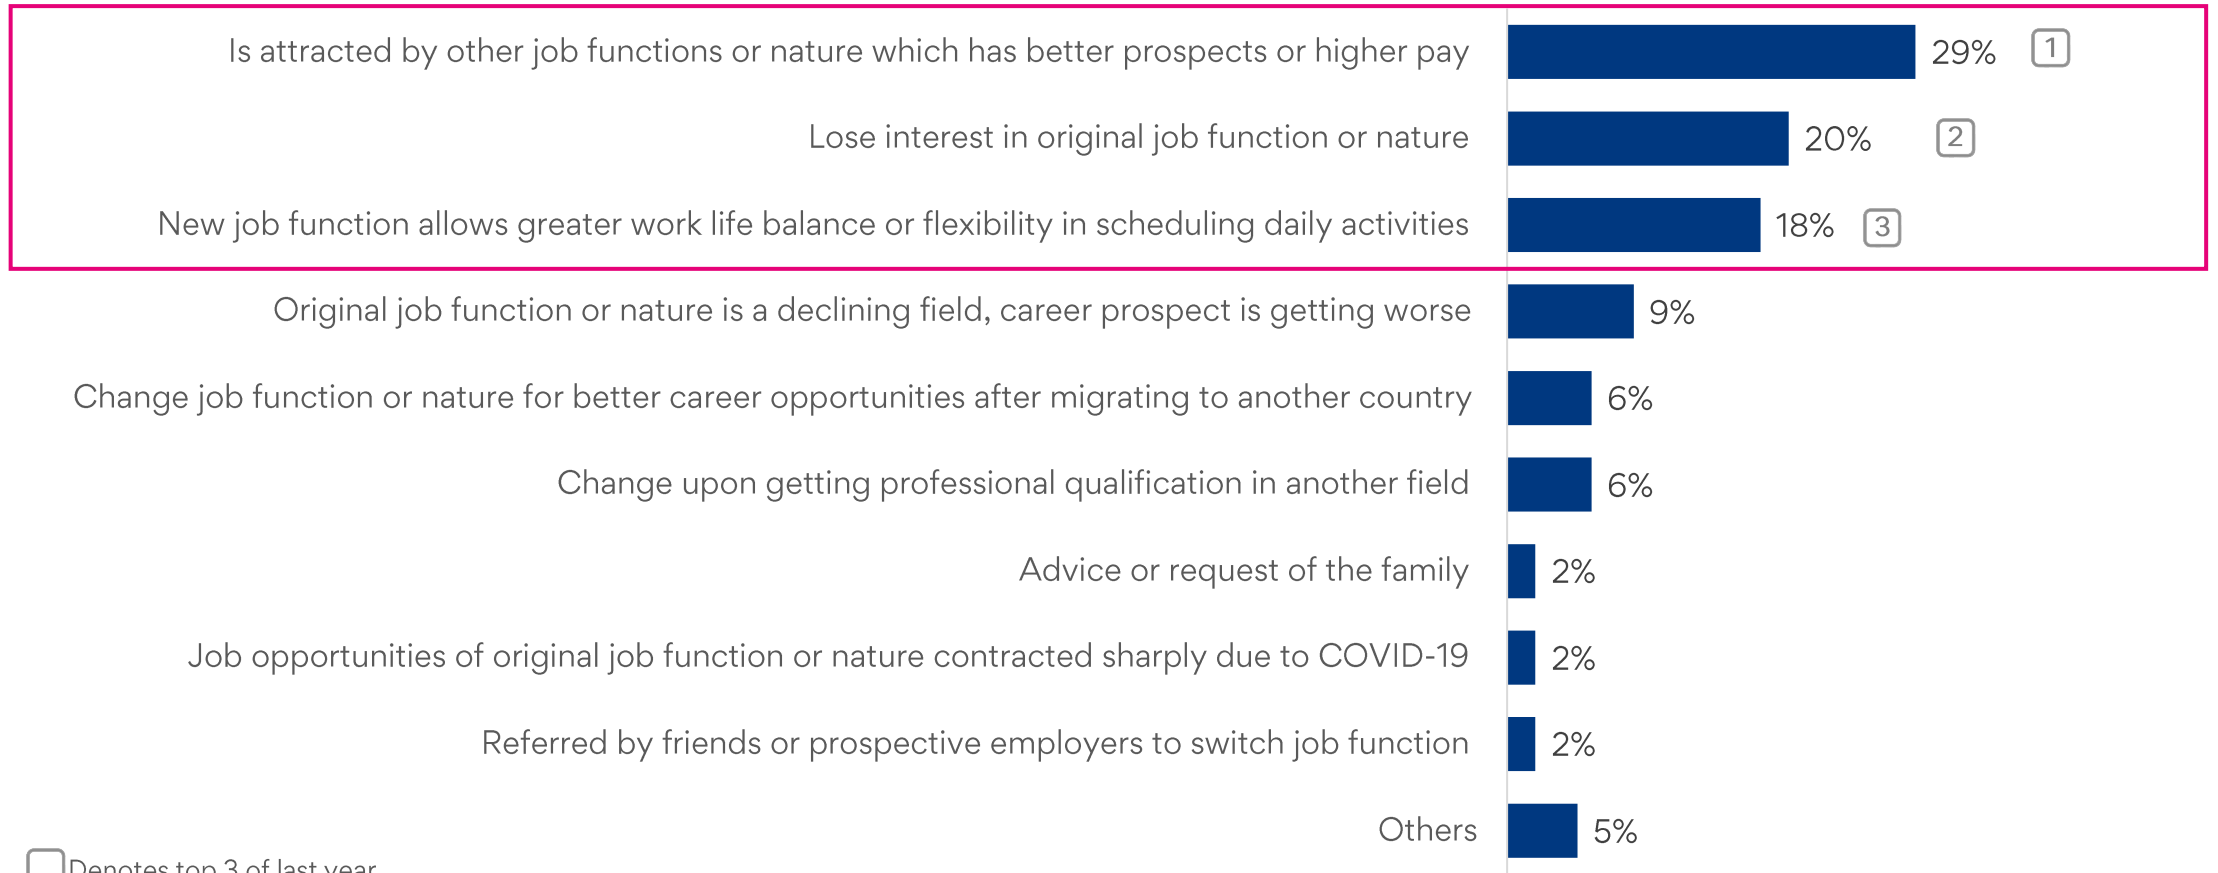 Is attracted by other job functions or nature which has better prospects or higher pay 29% 1
Lose interest in original job function or nature 20% 2
New job function allows greater work life balance or flexibility in scheduling daily activities 18% 3
Original job function or nature is a declining field, career prospect is getting worse 9%
Change job function or nature for better career opportunities after migrating to another country 6%
Change upon getting professional qualification in another field 6%
Advice or request of the family 2%
Job opportunities of original job function or nature contracted sharply due to COVID-19 2%
Referred by friends or prospective employers to switch job function 2%
Others 5%
Denotes top 3 of last year